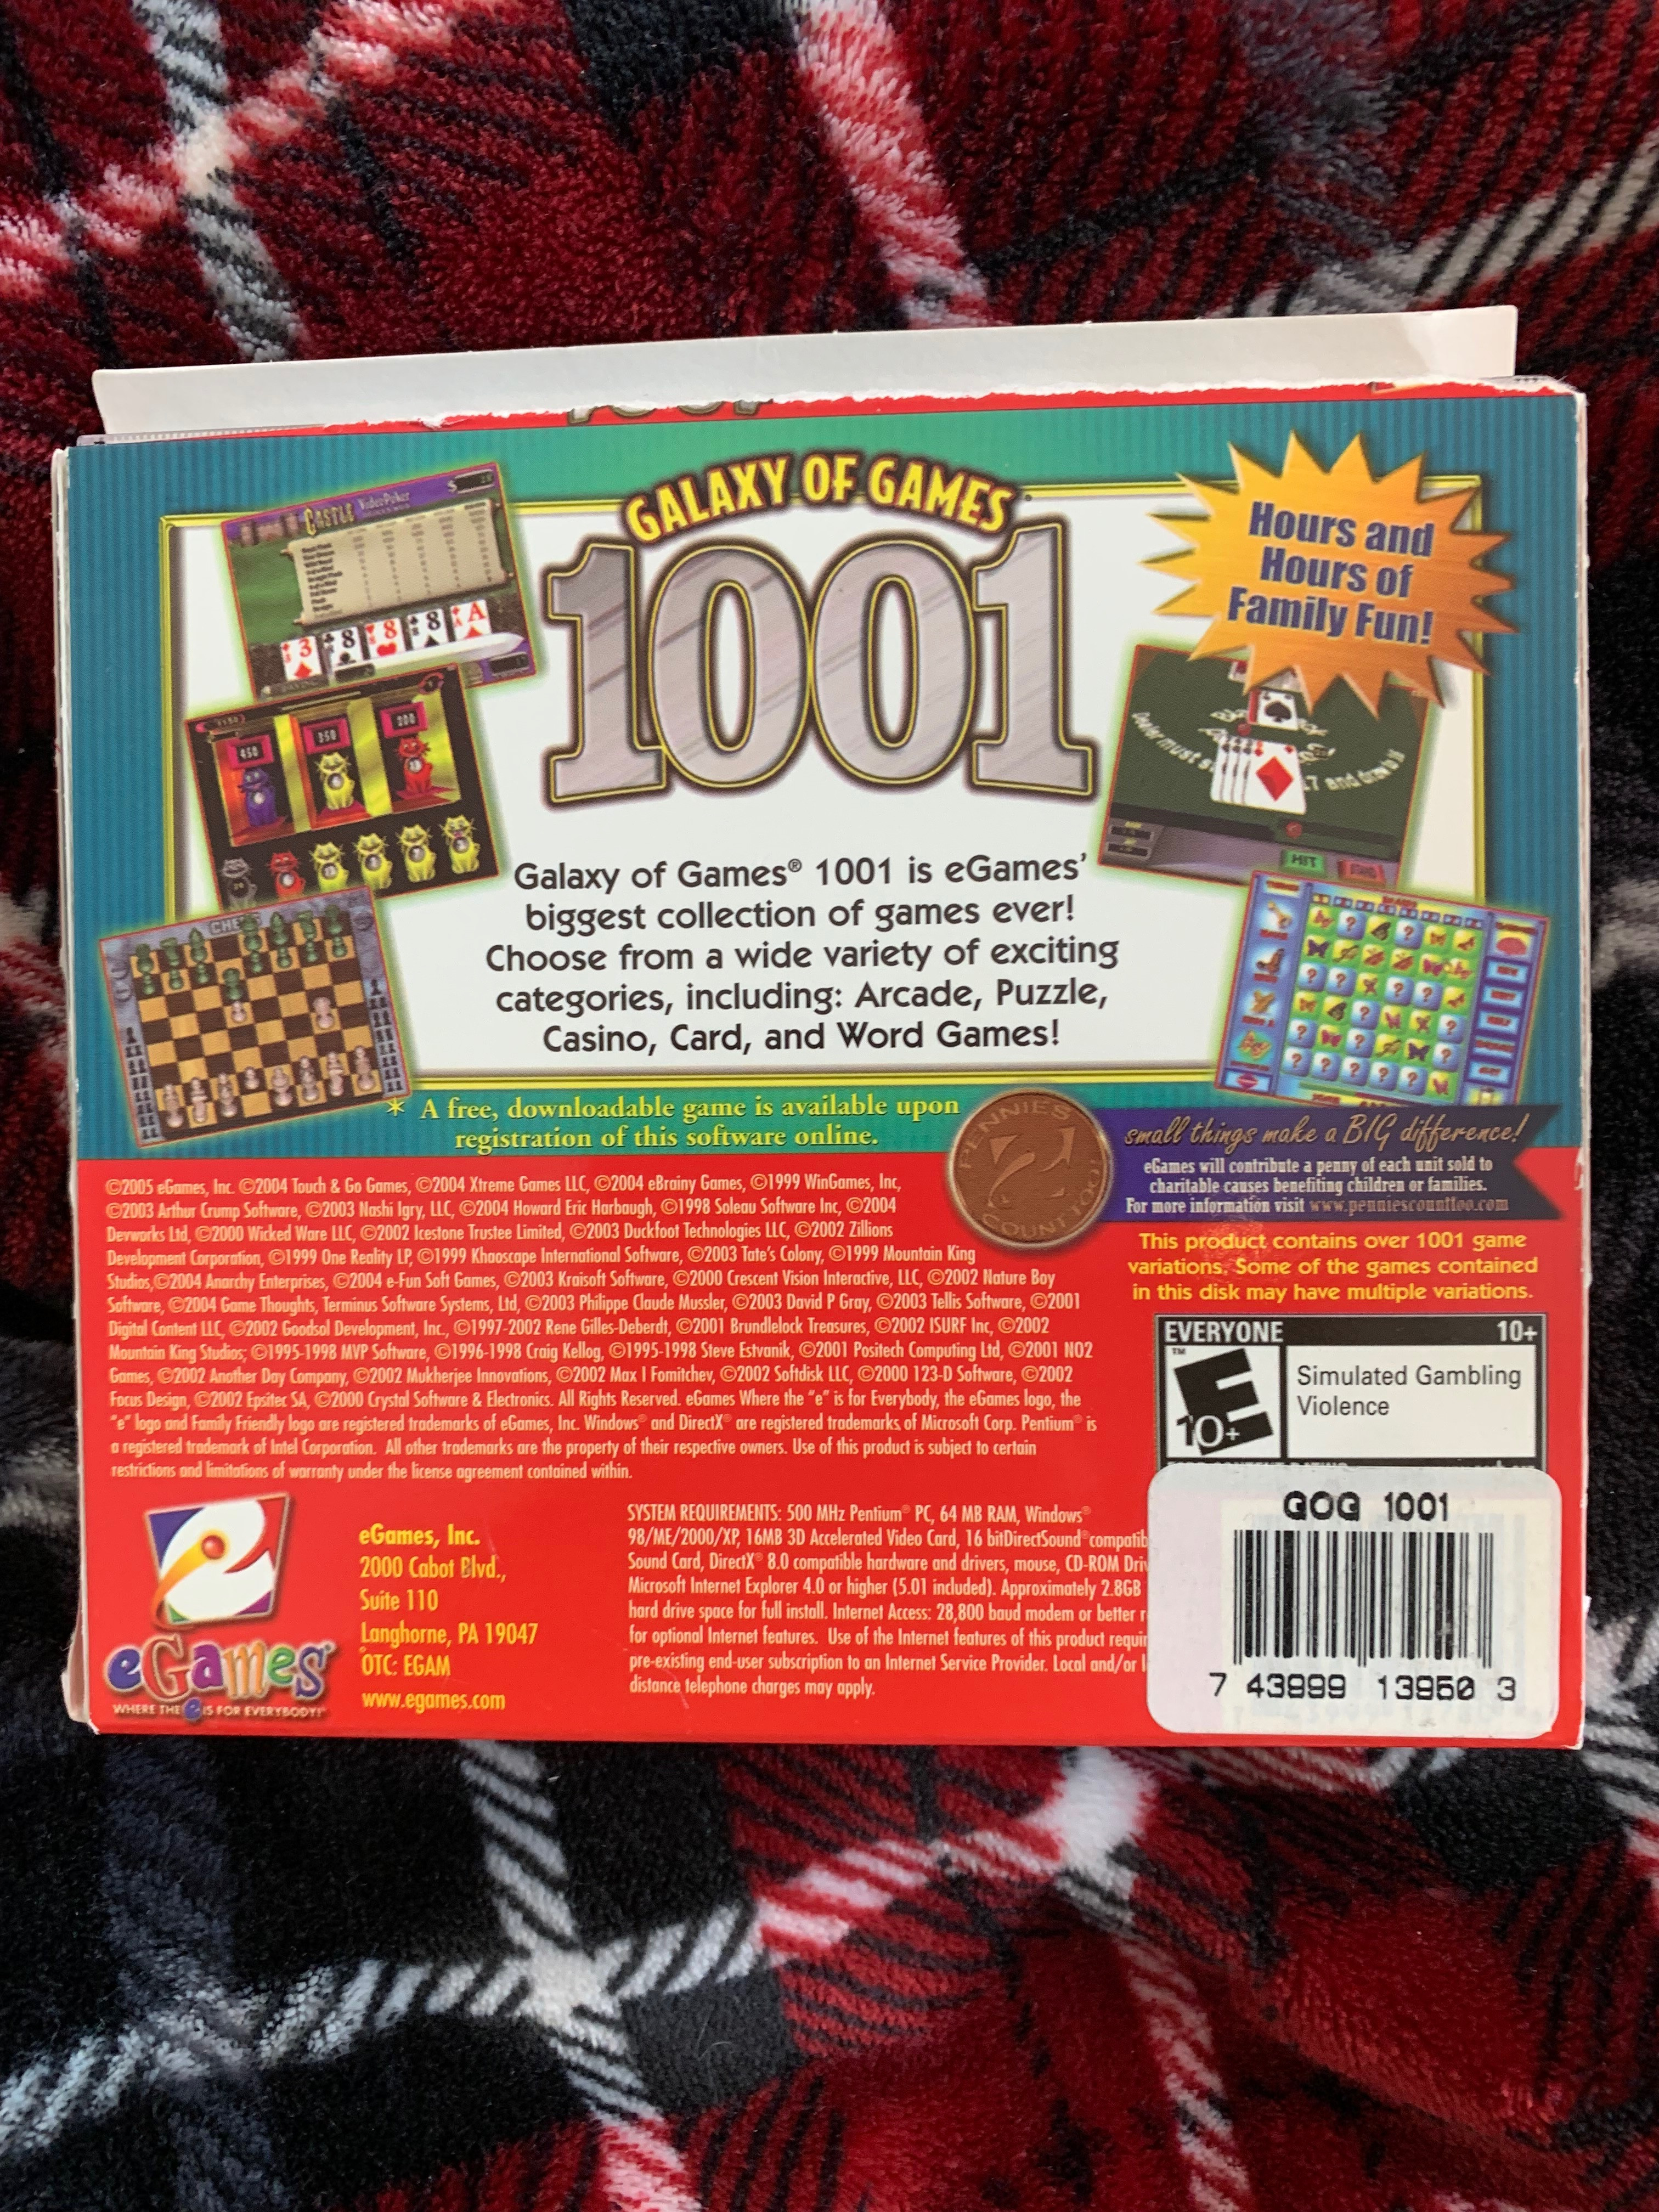 GALAXY OF GAMES
1001
Hours and
Hours of
Family Fun!
CASTLE VideoPoker
3 8 8 8 A
450 350 200
CHESS
HIT
Galaxy of Games® 1001 is eGames'
biggest collection of games ever!
Choose from a wide variety of exciting
categories, including: Arcade, Puzzle,
Casino, Card, and Word Games!
* A free, downloadable game is available upon
registration of this software online.
PENNIES
COUNT TOO!
small things make a BIG difference!
eGames will contribute a penny of each unit sold to
charitable causes benefiting children or families.
For more information visit www.penniescounttoo.com
This product contains over 1001 game
variations. Some of the games contained
in this disk may have multiple variations.
©2005 eGames, Inc. ©2004 Touch & Go Games, ©2004 Xtreme Games LLC, ©2004 eBrainy Games, ©1999 WinGames, Inc,
©2003 Arthur Crump Software, ©2003 Nashi Igry, LLC, ©2004 Howard Eric Harbaugh, ©1998 Soleau Software Inc, ©2004
Devworks Ltd, ©2000 Wicked Ware LLC, ©2002 Icestone Trustee Limited, ©2003 Duckfoot Technologies LLC, ©2002 Zillions
Development Corporation, ©1999 One Reality LP, ©1999 Khaoscape International Software, ©2003 Tate's Colony, ©1999 Mountain King
Studios,©2004 Anarchy Enterprises, ©2004 e-Fun Soft Games, ©2003 Kraisoft Software, ©2000 Crescent Vision Interactive, LLC, ©2002 Nature Boy
Software, ©2004 Game Thoughts, Terminus Software Systems, Ltd, ©2003 Philippe Claude Mussler, ©2003 David P Gray, ©2003 Tellis Software, ©2001
Digital Content LLC, ©2002 Goodsol Development, Inc., ©1997-2002 Rene Gilles-Deberdt, ©2001 Brundlelock Treasures, ©2002 ISURF Inc, ©2002
Mountain King Studios; ©1995-1998 MVP Software, ©1996-1998 Craig Kellog, ©1995-1998 Steve Estvanik, ©2001 Positech Computing Ltd, ©2001 NO2
Games, ©2002 Another Day Company, ©2002 Mukherjee Innovations, ©2002 Max I Fomitchev, ©2002 Softdisk LLC, ©2000 123-D Software, ©2002
Focus Design, ©2002 Epsitec SA, ©2000 Crystal Software & Electronics. All Rights Reserved. eGames Where the "e" is for Everybody, the eGames logo, the
"e" logo and Family Friendly logo are registered trademarks of eGames, Inc. Windows® and DirectX® are registered trademarks of Microsoft Corp. Pentium® is
a registered trademark of Intel Corporation. All other trademarks are the property of their respective owners. Use of this product is subject to certain
restrictions and limitations of warranty under the license agreement contained within.
EVERYONE 10+
E
10+
Simulated Gambling
Violence
eGames
WHERE THE e IS FOR EVERYBODY!
eGames, Inc.
2000 Cabot Blvd.,
Suite 110
Langhorne, PA 19047
OTC: EGAM
www.egames.com
SYSTEM REQUIREMENTS: 500 MHz Pentium® PC, 64 MB RAM, Windows®
98/ME/2000/XP, 16MB 3D Accelerated Video Card, 16 bitDirectSound®compatib
Sound Card, DirectX® 8.0 compatible hardware and drivers, mouse, CD-ROM Driv
Microsoft Internet Explorer 4.0 or higher (5.01 included). Approximately 2.8GB
hard drive space for full install. Internet Access: 28,800 baud modem or better r
for optional Internet features. Use of the Internet features of this product requir
pre-existing end-user subscription to an Internet Service Provider. Local and/or l
distance telephone charges may apply.
GOG 1001
7 43999 13950 3